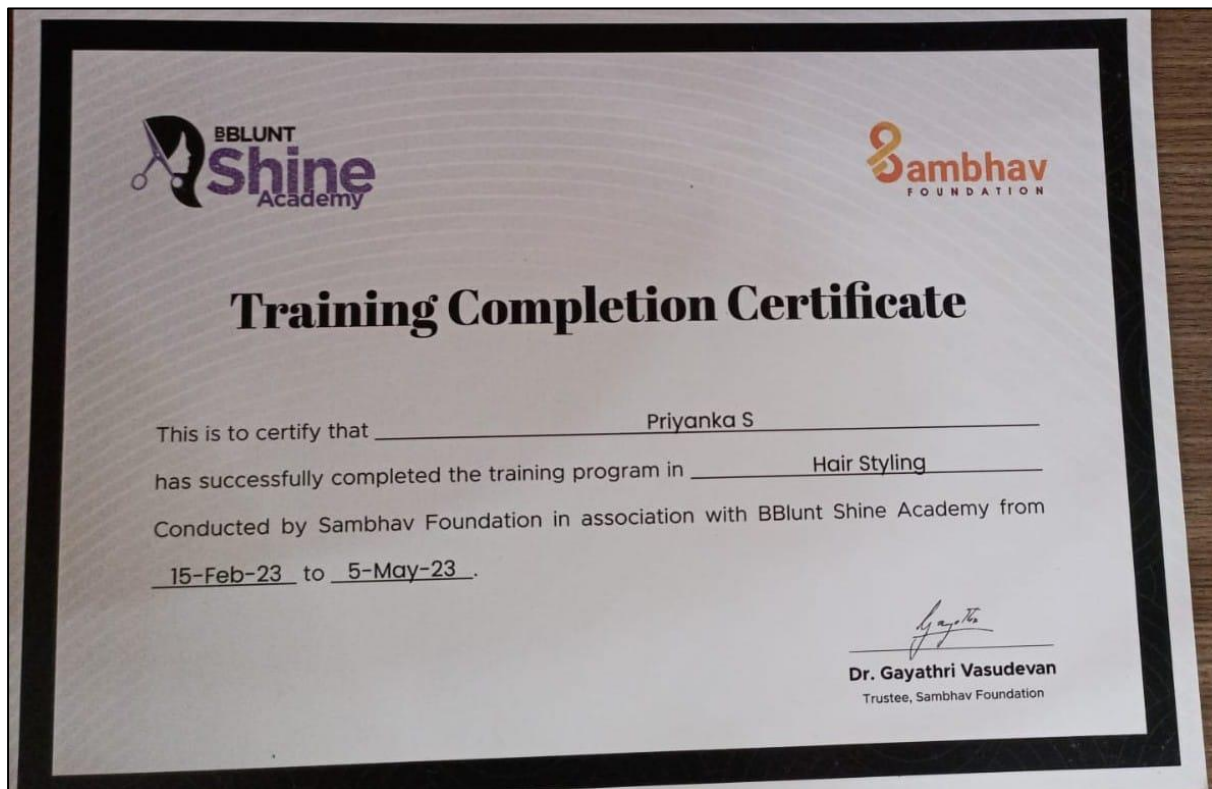 BBLUNT
Shine
Academy
Sambhav
FOUNDATION
Training Completion Certificate
This is to certify that Priyanka S
has successfully completed the training program in Hair Styling
Conducted by Sambhav Foundation in association with BBlunt Shine Academy from
15-Feb-23 to 5-May-23.
Gayathri
Dr. Gayathri Vasudevan
Trustee, Sambhav Foundation